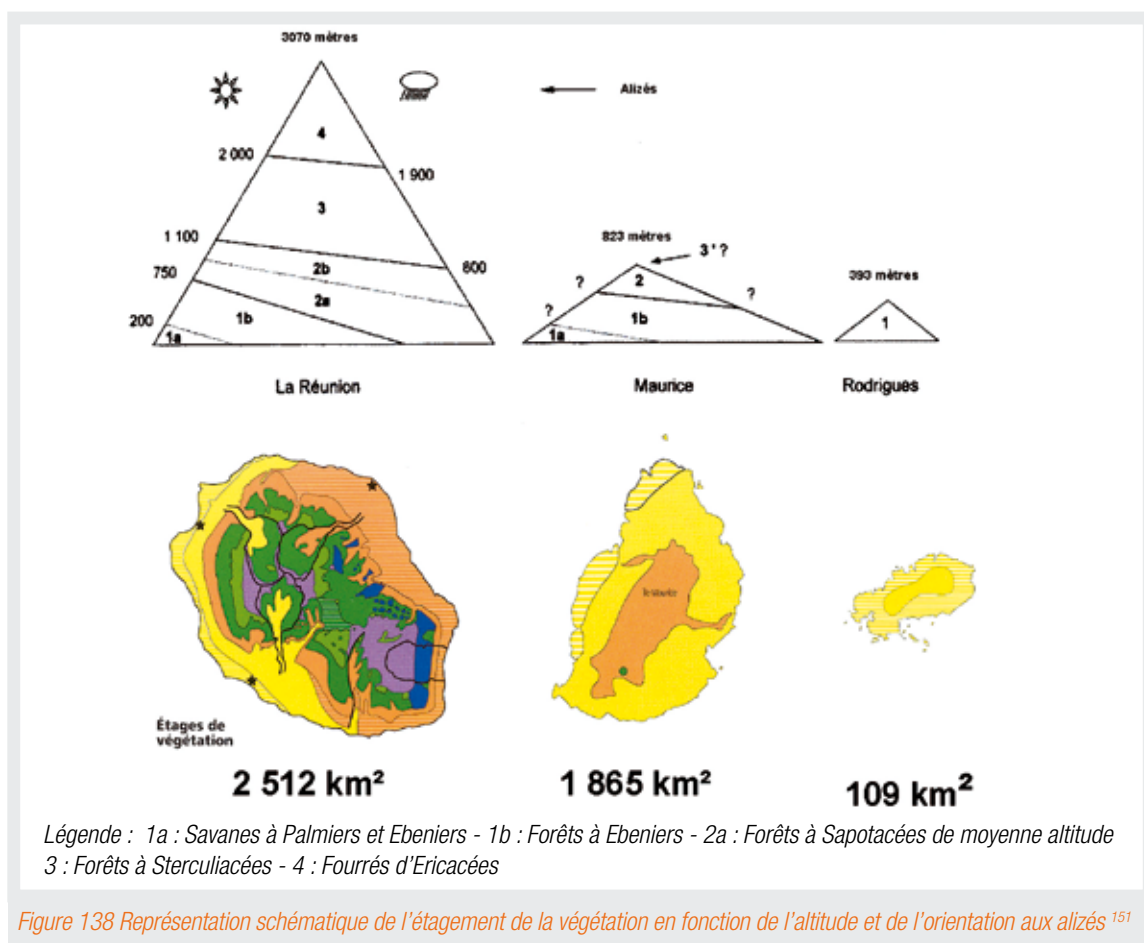 3070 mètres
Alizés
4
2 000
1 900
3
1 100
823 mètres
3' ?
2b
600
393 mètres
750
?
2
?
2a
?
200
1b
1b
1
1a
1a
La Réunion
Maurice
Rodrigues
Étages de
végétation
2 512 km²
1 865 km²
109 km²
Légende : 1a : Savanes à Palmiers et Ebeniers - 1b : Forêts à Ebeniers - 2a : Forêts à Sapotacées de moyenne altitude
3 : Forêts à Sterculiacées - 4 : Fourrés d'Ericacées
Figure 138 Représentation schématique de l'étagement de la végétation en fonction de l'altitude et de l'orientation aux alizés 151